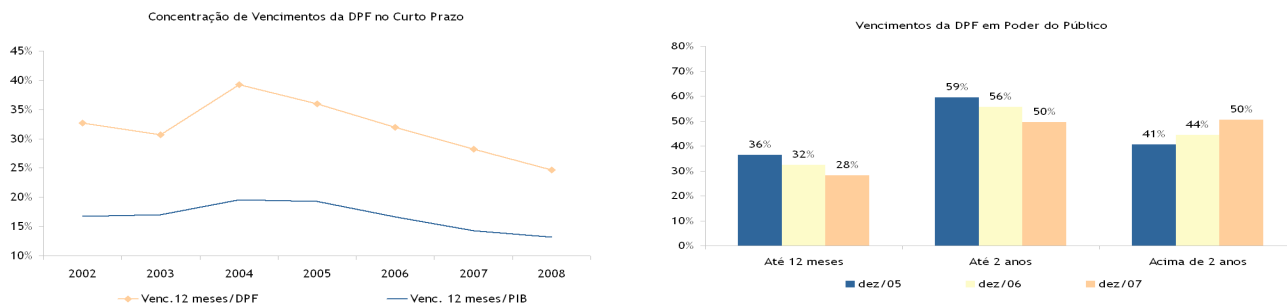 Concentração de Vencimentos da DPF no Curto Prazo
45%
40%
35%
30%
25%
20%
15%
10%
2002 2003 2004 2005 2006 2007 2008
Venc.12 meses/DPF Venc. 12 meses/PIB
Vencimentos da DPF em Poder do Público
80%
70%
60%
50%
40%
30%
20%
10%
0%
36% 32% 28%
59% 56% 50%
41% 44% 50%
Até 12 meses Até 2 anos Acima de 2 anos
dez/05 dez/06 dez/07